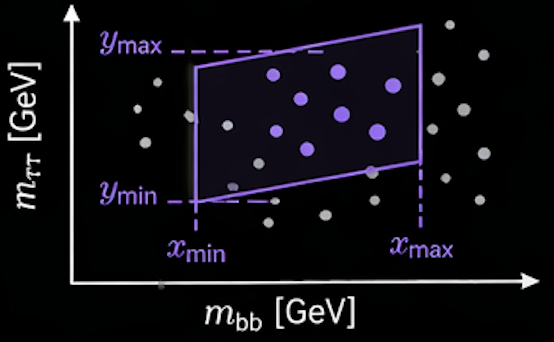 y_max
m_ττ [GeV]
y_min
x_min
x_max
m_bb [GeV]